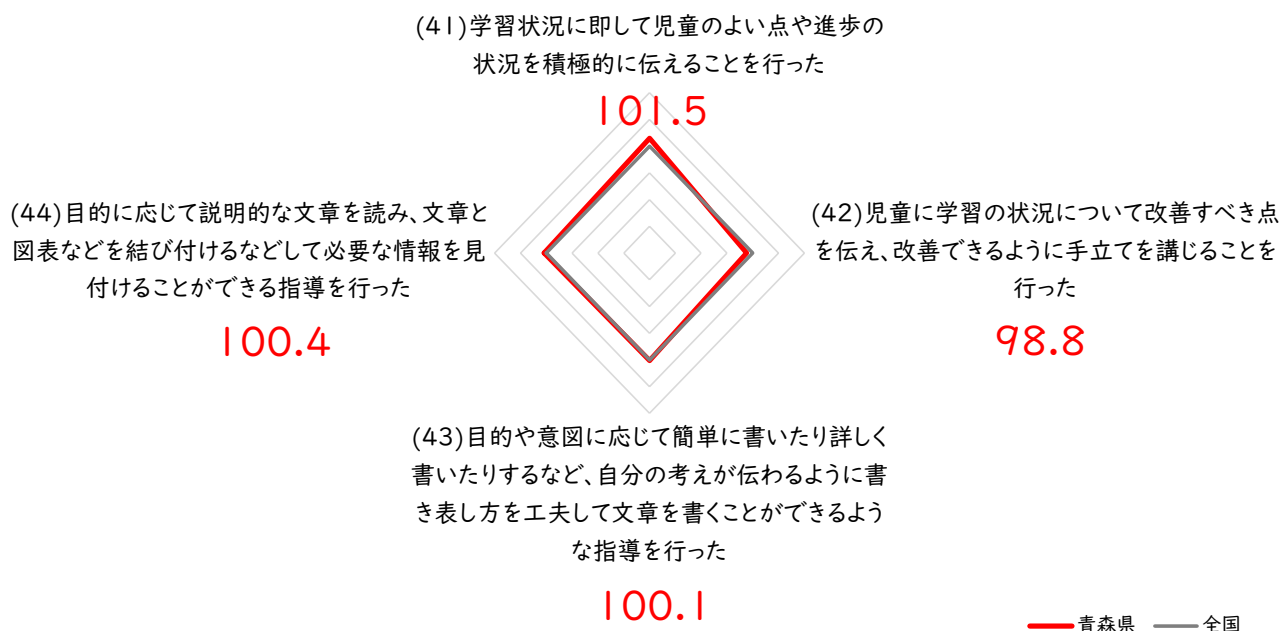 (41)学習状況に即して児童のよい点や進歩の
状況を積極的に伝えることを行った
101.5
(44)目的に応じて説明的な文章を読み、文章と
図表などを結び付けるなどして必要な情報を見
付けることができる指導を行った
100.4
(42)児童に学習の状況について改善すべき点
を伝え、改善できるように手立てを講じることを
行った
98.8
(43)目的や意図に応じて簡単に書いたり詳しく
書いたりするなど、自分の考えが伝わるように書
き表し方を工夫して文章を書くことができるよう
な指導を行った
100.1
青森県 全国